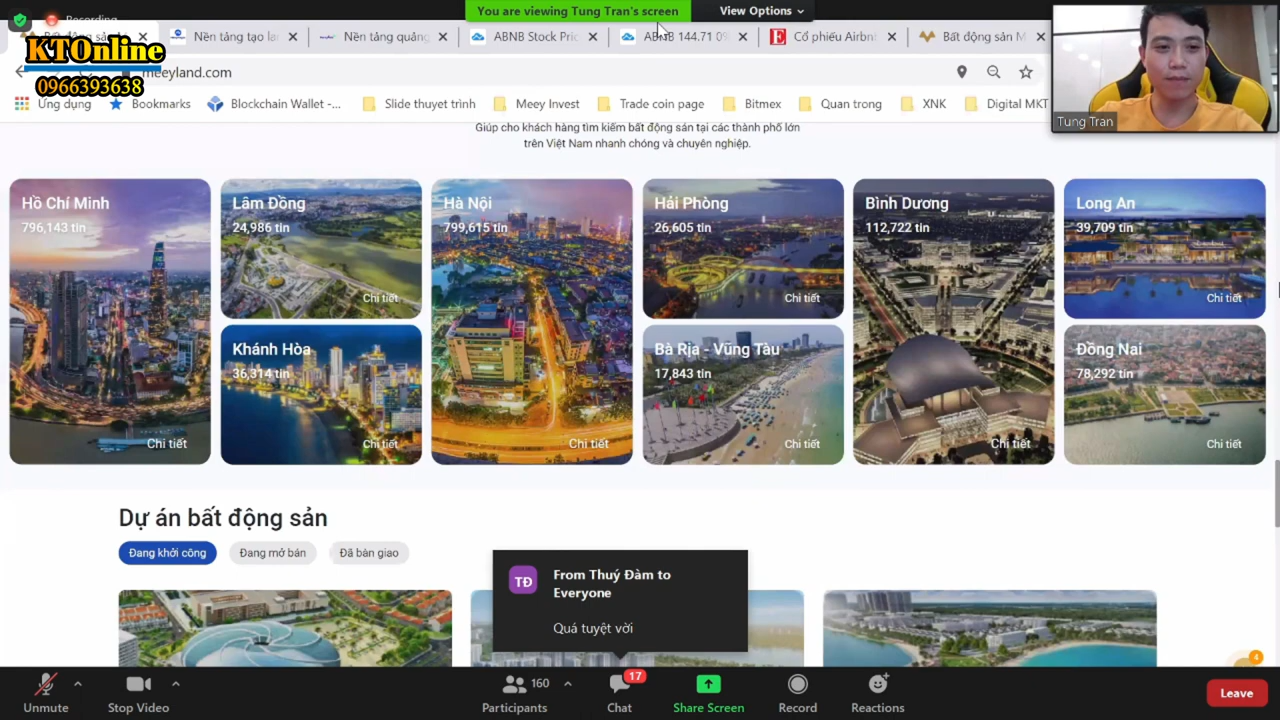 Recording
You are viewing Tung Tran's screen
View Options
Nền tảng tạo la
Nền tảng quảng
ABNB Stock Pric
ABNB 144.71 0%
Cổ phiếu Airbn
Bất động sản M
KTOnline
0966393638
meeyland.com
Ứng dụng
Bookmarks
Blockchain Wallet -...
Slide thuyet trinh
Meey Invest
Trade coin page
Bitmex
Quan trong
XNK
Digital MKT
Tung Tran
Giúp cho khách hàng tìm kiếm bất động sản tại các thành phố lớn
trên Việt Nam nhanh chóng và chuyên nghiệp.
Hồ Chí Minh
796,143 tin
Chi tiết
Lâm Đồng
24,986 tin
Chi tiết
Khánh Hòa
36,314 tin
Chi tiết
Hà Nội
799,615 tin
Chi tiết
Hải Phòng
26,605 tin
Chi tiết
Bà Rịa - Vũng Tàu
17,843 tin
Chi tiết
Bình Dương
112,722 tin
Chi tiết
Long An
39,709 tin
Chi tiết
Đồng Nai
78,292 tin
Chi tiết
Dự án bất động sản
Đang khởi công
Đang mở bán
Đã bàn giao
TĐ
From Thuý Đàm to
Everyone
Quá tuyệt vời
4
Unmute
Stop Video
160
Participants
17
Chat
Share Screen
Record
Reactions
Leave